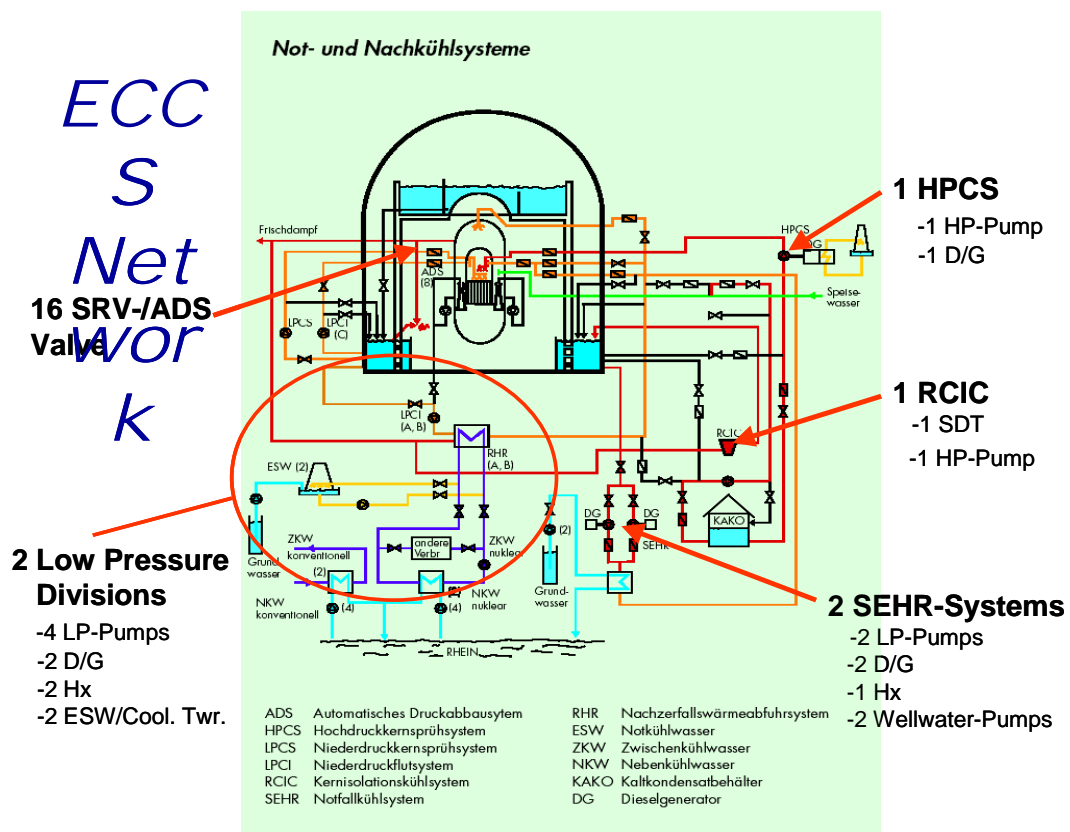 Not- und Nachkühlsysteme
ECC
S
Net
wor
k
16 SRV-/ADS
Valve
1 HPCS
-1 HP-Pump
-1 D/G
1 RCIC
-1 SDT
-1 HP-Pump
2 Low Pressure
Divisions
-4 LP-Pumps
-2 D/G
-2 Hx
-2 ESW/Cool. Twr.
2 SEHR-Systems
-2 LP-Pumps
-2 D/G
-1 Hx
-2 Wellwater-Pumps
Frischdampf
ADS
(8)
HPCS
DG
Speise-
wasser
LPCS
LPCI
(C)
LPCI
(A, B)
RHR
(A, B)
RCIC
KAKO
ESW (2)
Grund-
wasser
ZKW
konventionell
(2)
NKW
konventionell
(4)
andere
Verbr
ZKW
nuklear
NKW
nuklear
(4)
(2)
Grund-
wasser
DG
DG
SEHR
RHEIN
ADS Automatisches Druckabbausytem
HPCS Hochdruckkernsprühsystem
LPCS Niederdruckkernsprühsystem
LPCI Niederdruckflutsystem
RCIC Kernisolationskühlsystem
SEHR Notfallkühlsystem
RHR Nachzerfallswärmeabfuhrsystem
ESW Notkühlwasser
ZKW Zwischenkühlwasser
NKW Nebenkühlwasser
KAKO Kaltkondensatbehälter
DG Dieselgenerator